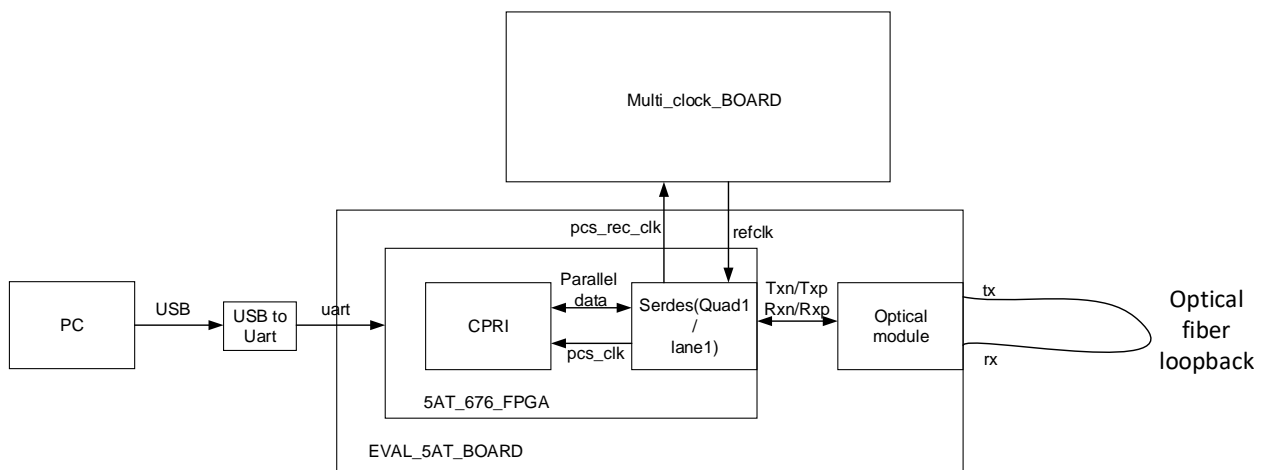 Multi_clock_BOARD
pcs_rec_clk
refclk
PC
USB
USB to
Uart
uart
CPRI
Parallel
data
pcs_clk
Serdes(Quad1
/
lane1)
Txn/Txp
Rxn/Rxp
Optical
module
tx
rx
Optical
fiber
loopback
5AT_676_FPGA
EVAL_5AT_BOARD